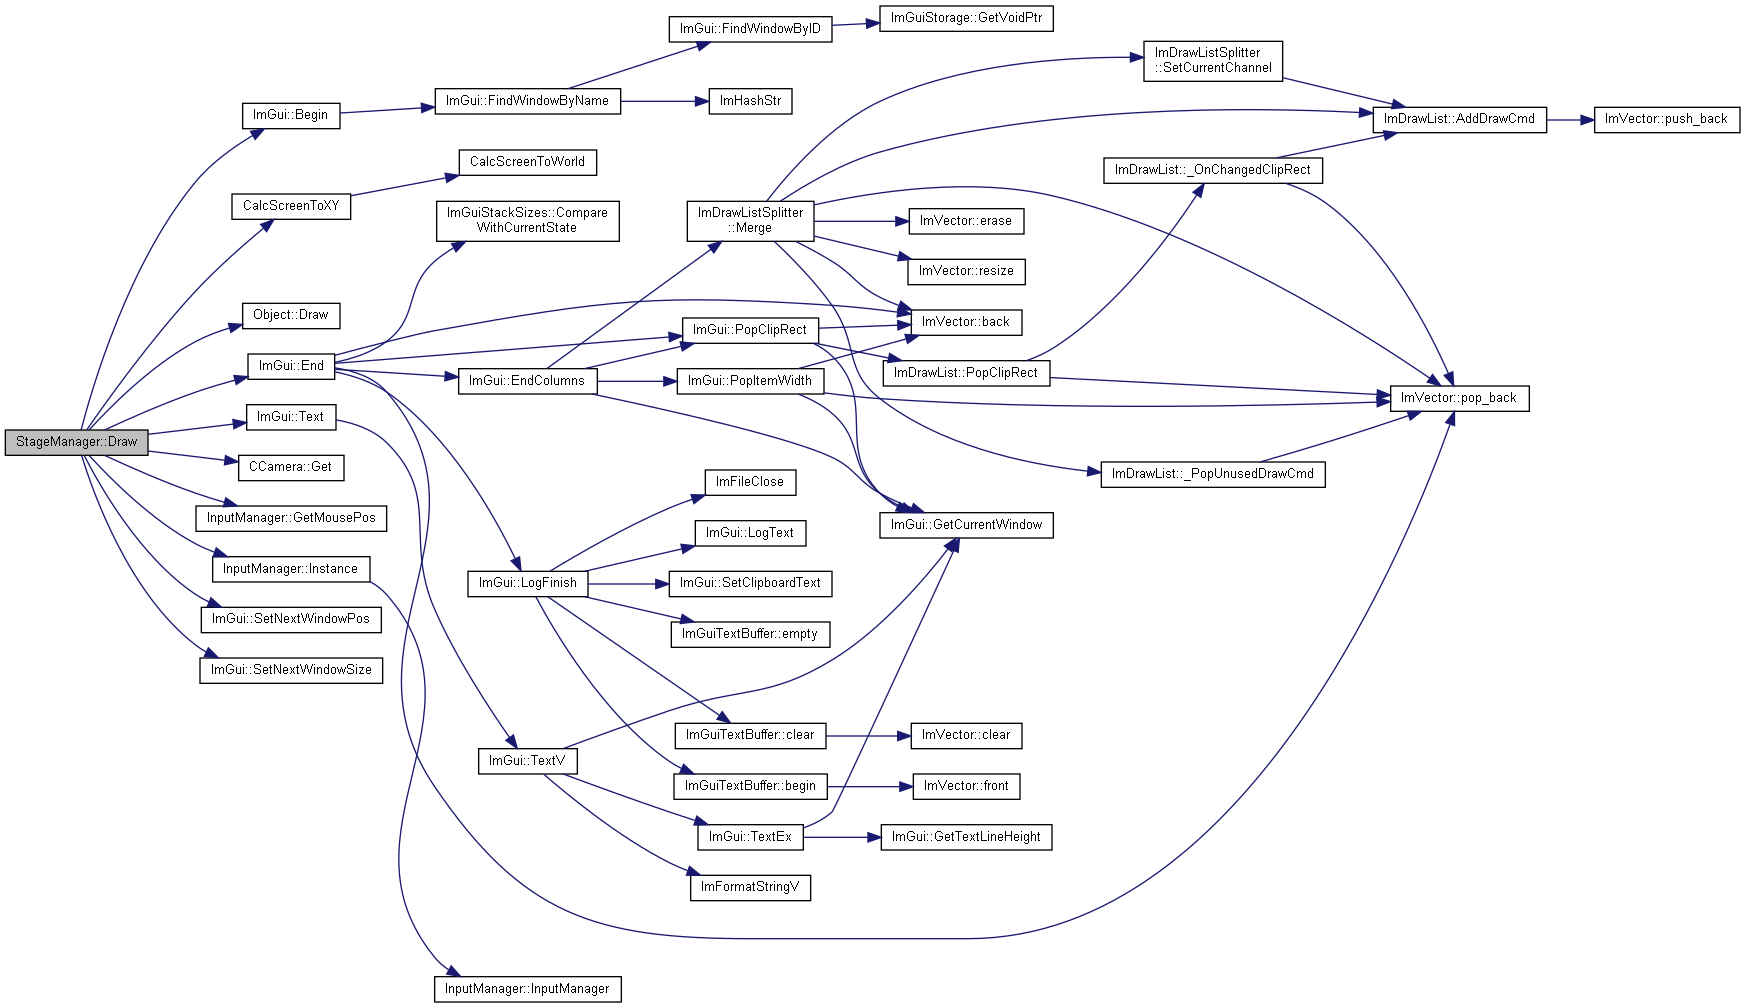 StageManager::Draw
ImGui::Begin
CalcScreenToXY
Object::Draw
ImGui::End
ImGui::Text
CCamera::Get
InputManager::GetMousePos
InputManager::Instance
ImGui::SetNextWindowPos
ImGui::SetNextWindowSize
ImGui::FindWindowByName
CalcScreenToWorld
ImGuiStackSizes::Compare
WithCurrentState
ImGui::EndColumns
ImGui::LogFinish
ImGui::TextV
InputManager::InputManager
ImGui::FindWindowByID
ImHashStr
ImDrawListSplitter
::Merge
ImGui::PopClipRect
ImGui::PopItemWidth
ImFileClose
ImGui::LogText
ImGui::SetClipboardText
ImGuiTextBuffer::empty
ImGuiTextBuffer::clear
ImGuiTextBuffer::begin
ImGui::TextEx
ImFormatStringV
ImGuiStorage::GetVoidPtr
ImVector::erase
ImVector::resize
ImVector::back
ImDrawList::PopClipRect
ImGui::GetCurrentWindow
ImVector::clear
ImVector::front
ImGui::GetTextLineHeight
ImDrawListSplitter
::SetCurrentChannel
ImDrawList::_OnChangedClipRect
ImDrawList::_PopUnusedDrawCmd
ImDrawList::AddDrawCmd
ImVector::pop_back
ImVector::push_back